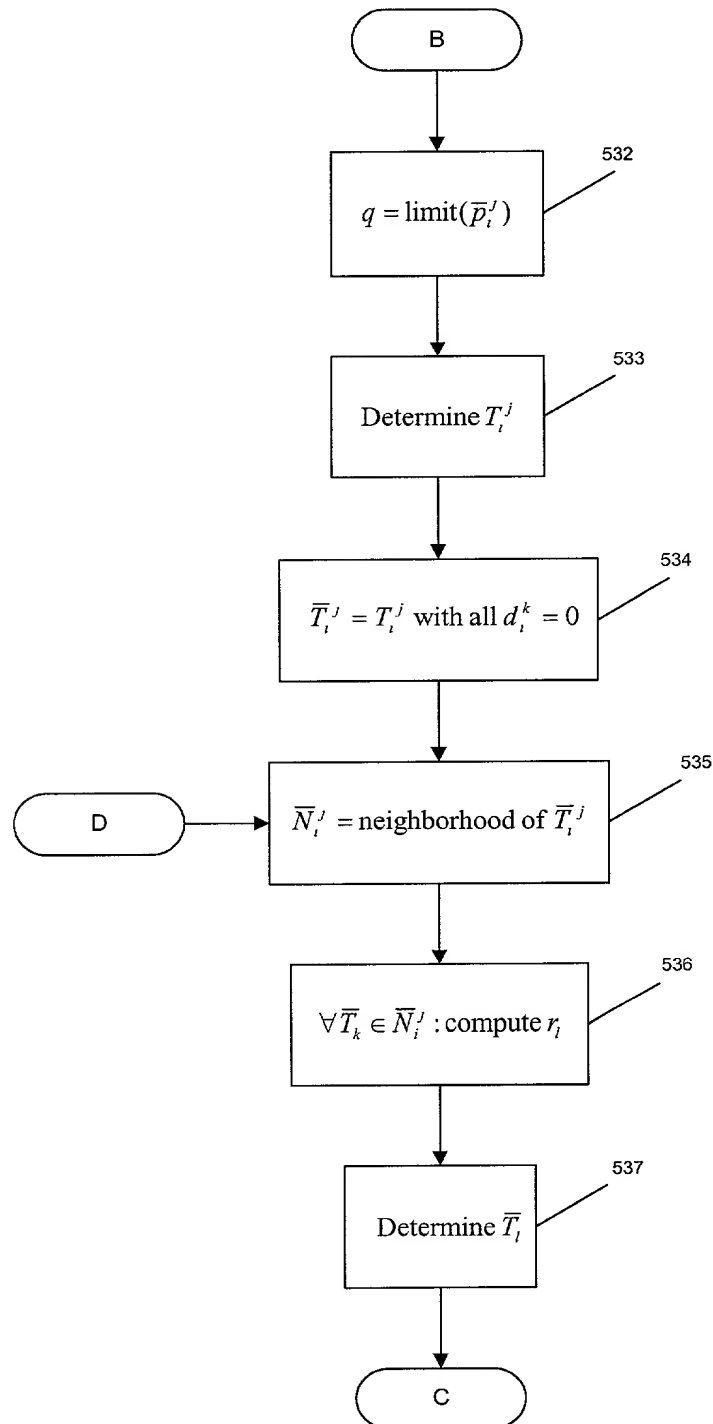 B
532
q = limit(p̄ᵢʲ)
533
Determine Tᵢʲ
534
T̄ᵢʲ = Tᵢʲ with all dᵢᵏ = 0
535
D
N̄ᵢʲ = neighborhood of T̄ᵢʲ
536
∀T̄ₖ ∈ N̄ᵢʲ : compute rₗ
537
Determine T̄ₗ
C